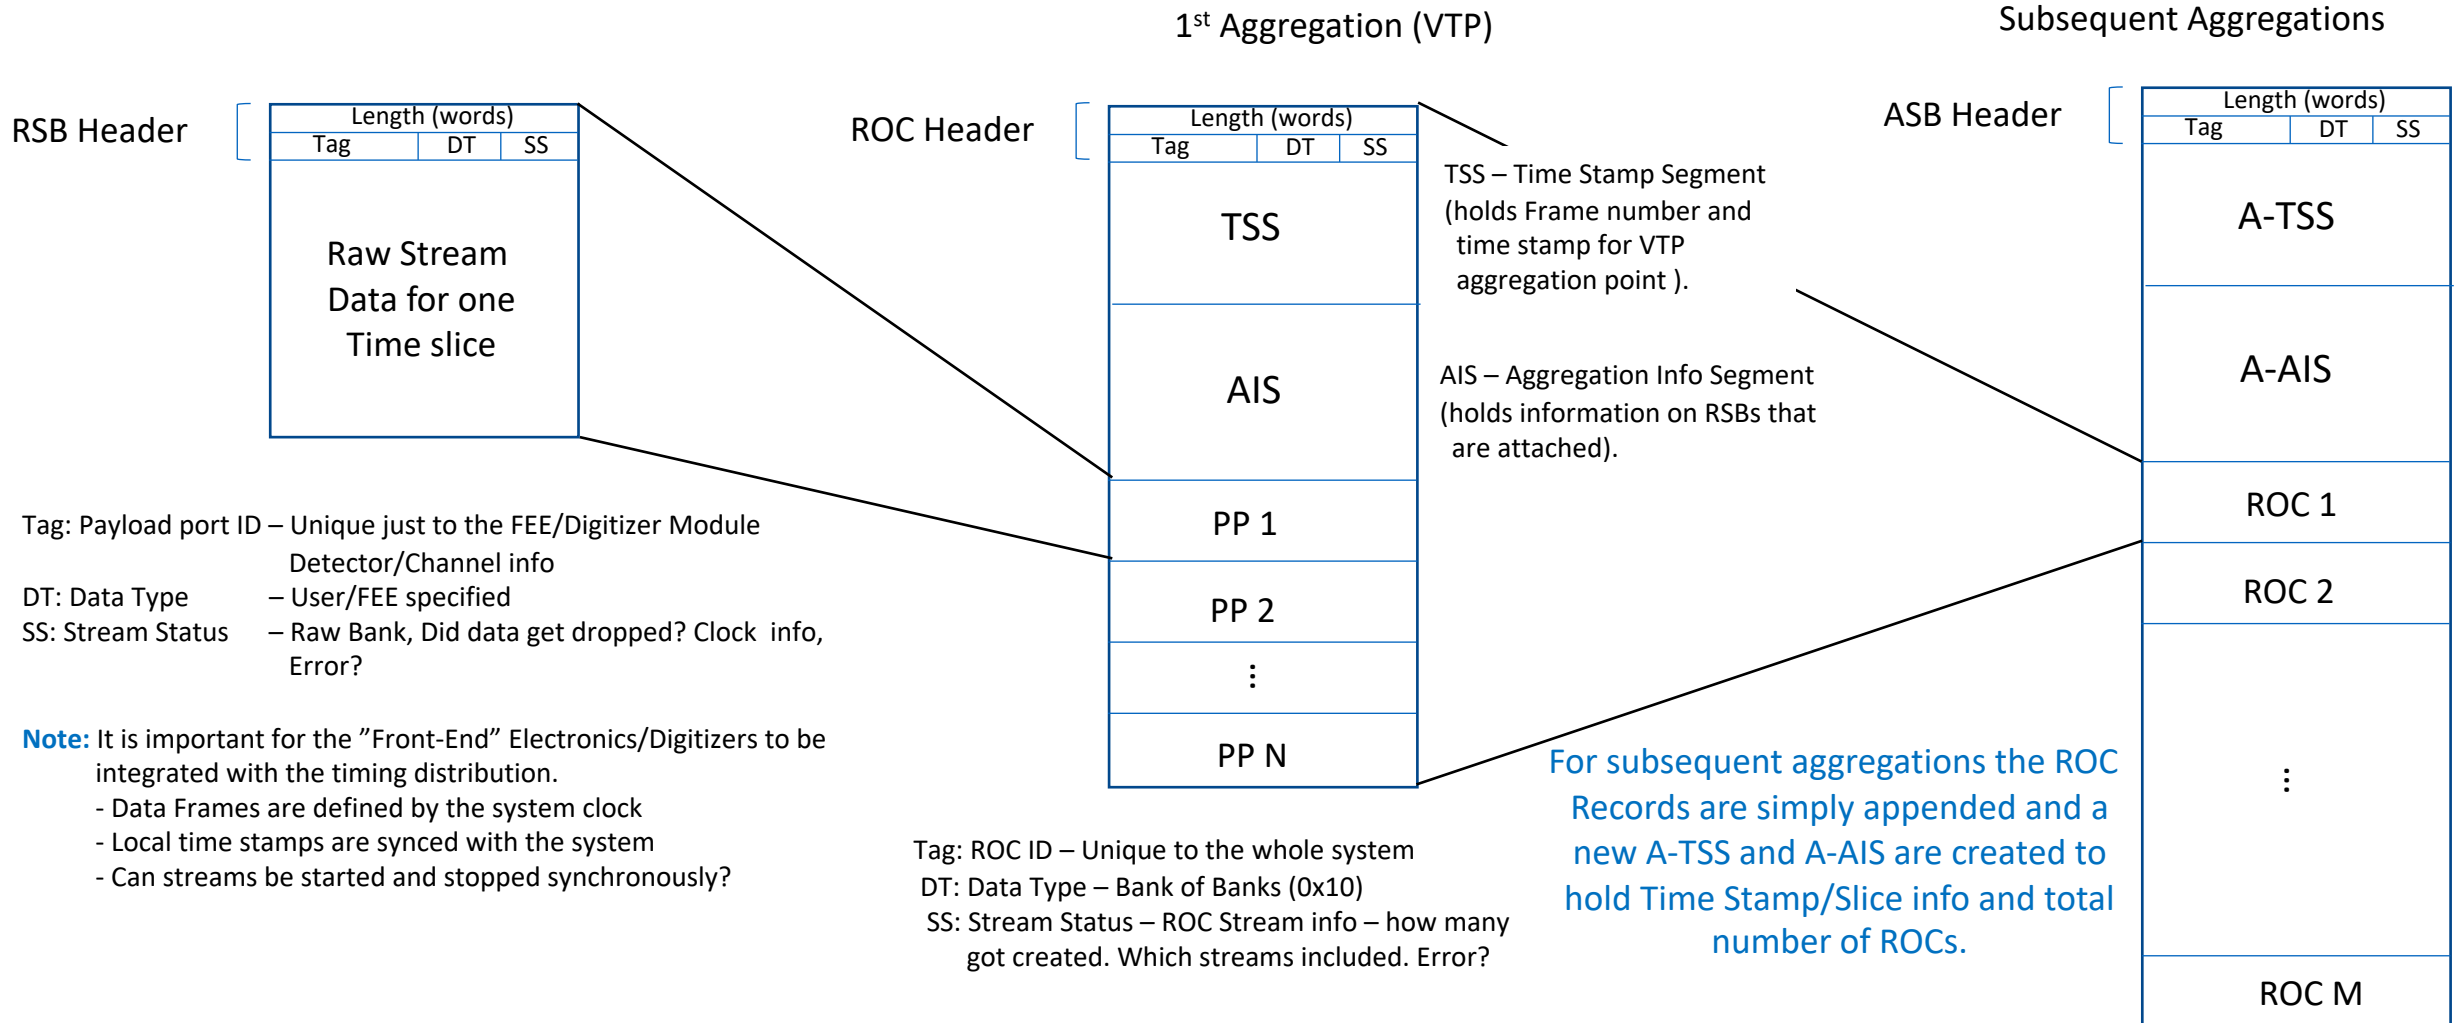 1st Aggregation (VTP)
Subsequent Aggregations
RSB Header
Length (words)
Tag DT SS
Raw Stream
Data for one
Time slice
ROC Header
Length (words)
Tag DT SS
TSS
AIS
PP 1
PP 2
⋮
PP N
TSS – Time Stamp Segment
(holds Frame number and
time stamp for VTP
aggregation point ).
AIS – Aggregation Info Segment
(holds information on RSBs that
are attached).
ASB Header
Length (words)
Tag DT SS
A-TSS
A-AIS
ROC 1
ROC 2
⋮
ROC M
Tag: Payload port ID – Unique just to the FEE/Digitizer Module
Detector/Channel info
DT: Data Type – User/FEE specified
SS: Stream Status – Raw Bank, Did data get dropped? Clock info,
Error?
Note: It is important for the ”Front-End” Electronics/Digitizers to be
integrated with the timing distribution.
- Data Frames are defined by the system clock
- Local time stamps are synced with the system
- Can streams be started and stopped synchronously?
Tag: ROC ID – Unique to the whole system
DT: Data Type – Bank of Banks (0x10)
SS: Stream Status – ROC Stream info – how many
got created. Which streams included. Error?
For subsequent aggregations the ROC
Records are simply appended and a
new A-TSS and A-AIS are created to
hold Time Stamp/Slice info and total
number of ROCs.